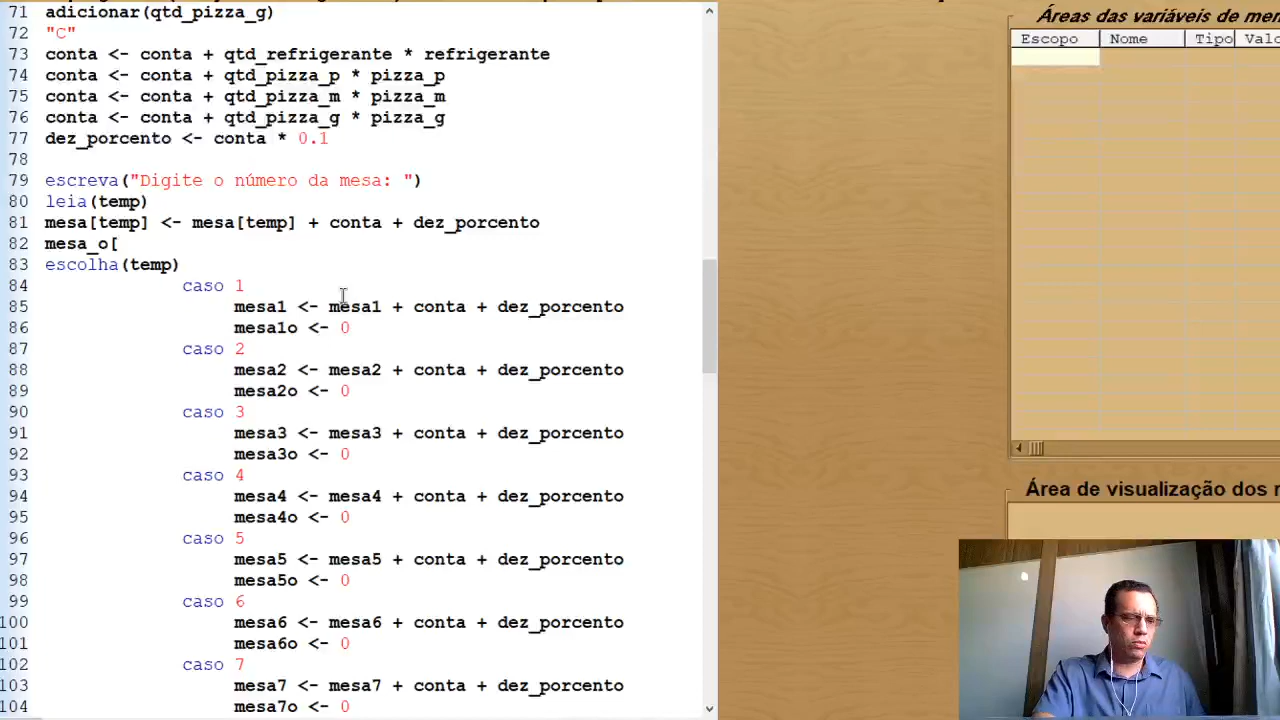 71 adicionar(qtd_pizza_g)
72 "C"
73 conta <- conta + qtd_refrigerante * refrigerante
74 conta <- conta + qtd_pizza_p * pizza_p
75 conta <- conta + qtd_pizza_m * pizza_m
76 conta <- conta + qtd_pizza_g * pizza_g
77 dez_porcento <- conta * 0.1
78
79 escreva("Digite o número da mesa: ")
80 leia(temp)
81 mesa[temp] <- mesa[temp] + conta + dez_porcento
82 mesa_o[
83 escolha(temp)
84 caso 1
85 mesa1 <- mesa1 + conta + dez_porcento
86 mesa1o <- 0
87 caso 2
88 mesa2 <- mesa2 + conta + dez_porcento
89 mesa2o <- 0
90 caso 3
91 mesa3 <- mesa3 + conta + dez_porcento
92 mesa3o <- 0
93 caso 4
94 mesa4 <- mesa4 + conta + dez_porcento
95 mesa4o <- 0
96 caso 5
97 mesa5 <- mesa5 + conta + dez_porcento
98 mesa5o <- 0
99 caso 6
100 mesa6 <- mesa6 + conta + dez_porcento
101 mesa6o <- 0
102 caso 7
103 mesa7 <- mesa7 + conta + dez_porcento
104 mesa7o <- 0
Áreas das variáveis de me
Escopo Nome Tipo Valo
Área de visualização dos